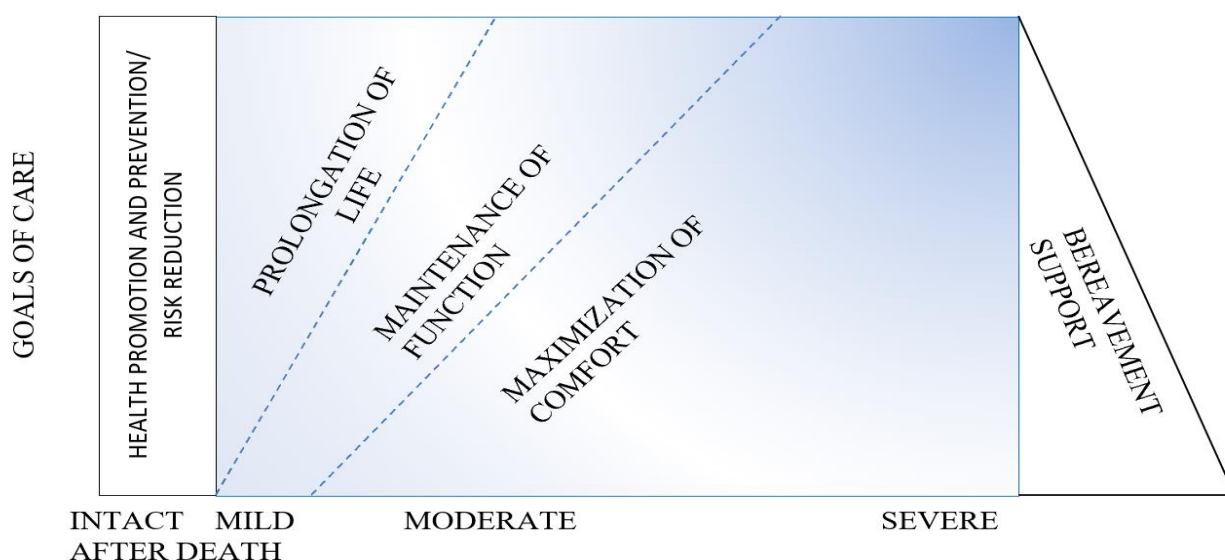 GOALS OF CARE
HEALTH PROMOTION AND PREVENTION/
RISK REDUCTION
PROLONGATION OF
LIFE
MAINTENANCE OF
FUNCTION
MAXIMIZATION OF
COMFORT
BEREAVEMENT
SUPPORT
INTACT MILD MODERATE SEVERE
AFTER DEATH